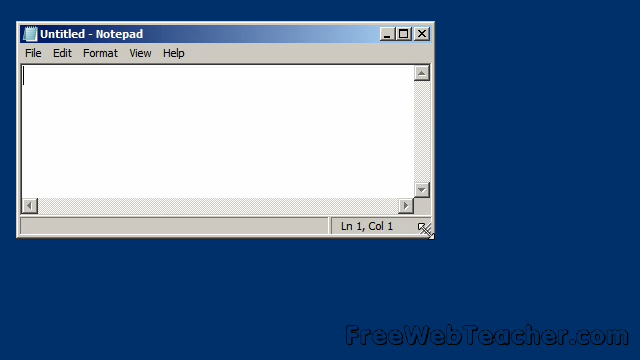 Untitled - Notepad
File Edit Format View Help
Ln 1, Col 1
FreeWebTeacher.com